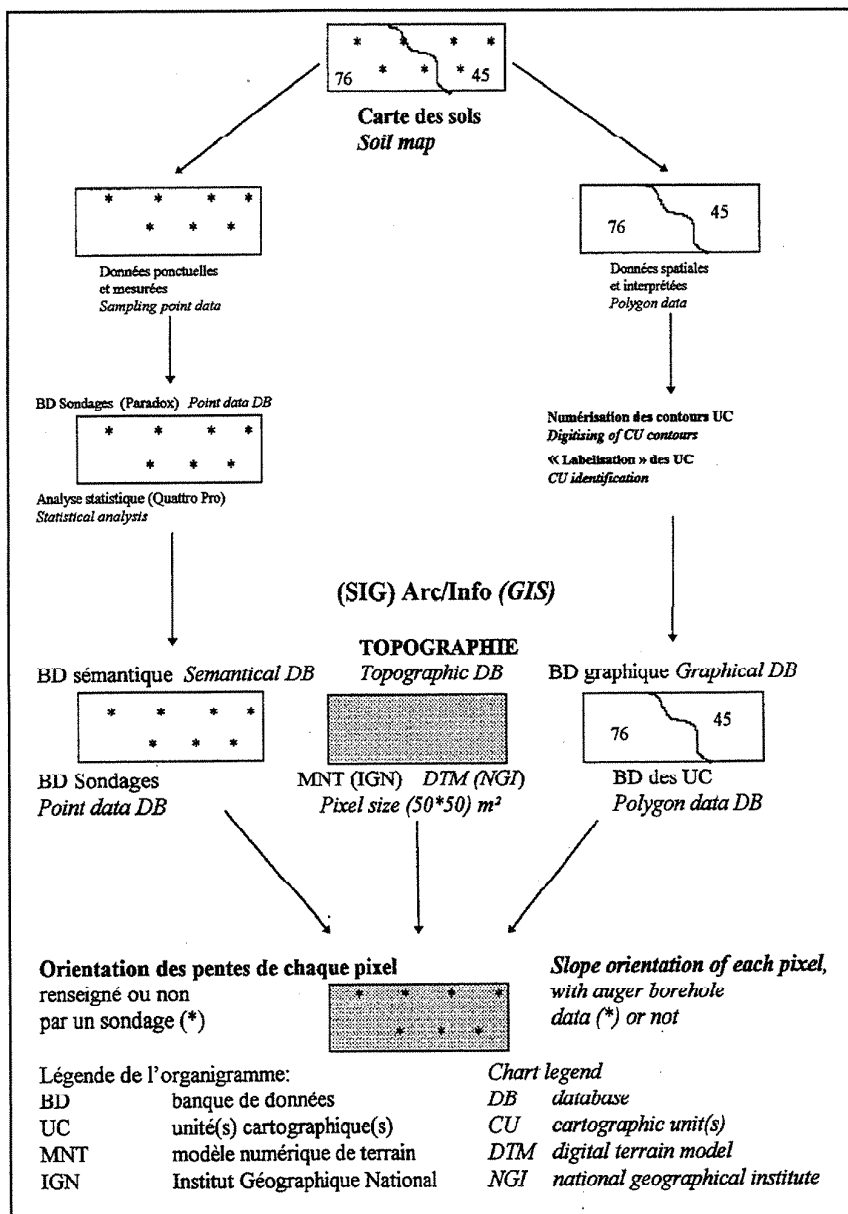 * * * *
76 * * * 45
Carte des sols
Soil map
* * * *
* * *
Données ponctuelles
et mesurées
Sampling point data
76 45
Données spatiales
et interprétées
Polygon data
BD Sondages (Paradox) Point data DB
* * * *
* * *
Analyse statistique (Quattro Pro)
Statistical analysis
Numérisation des contours UC
Digitising of CU contours
« Labelisation » des UC
CU identification
(SIG) Arc/Info (GIS)
BD sémantique Semantical DB
* * * *
* * *
BD Sondages
Point data DB
TOPOGRAPHIE
Topographic DB
MNT (IGN) DTM (NGI)
Pixel size (50*50) m²
BD graphique Graphical DB
76 45
BD des UC
Polygon data DB
Orientation des pentes de chaque pixel
renseigné ou non
par un sondage (*)
* * * *
* * *
Slope orientation of each pixel,
with auger borehole
data (*) or not
Légende de l'organigramme:
BD banque de données
UC unité(s) cartographique(s)
MNT modèle numérique de terrain
IGN Institut Géographique National
Chart legend
DB database
CU cartographic unit(s)
DTM digital terrain model
NGI national geographical institute